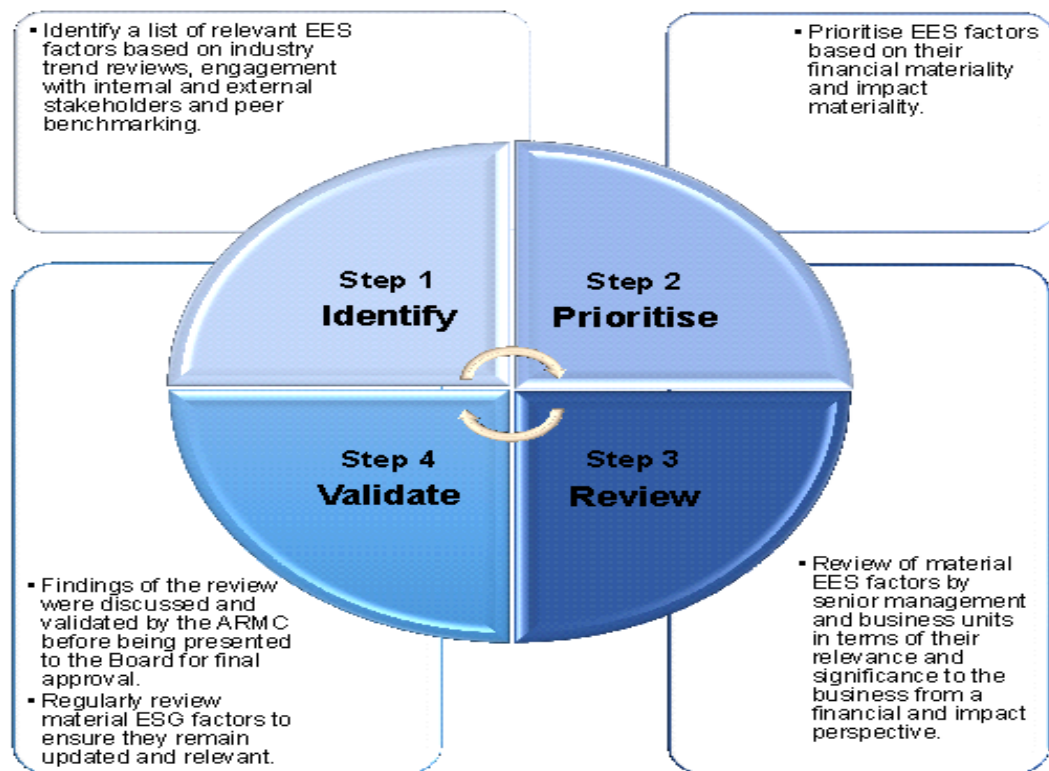 ▪ Identify a list of relevant EES
factors based on industry
trend reviews, engagement
with internal and external
stakeholders and peer
benchmarking.
▪ Prioritise EES factors
based on their
financial materiality
and impact
materiality.
Step 1
Identify
Step 2
Prioritise
Step 4
Validate
Step 3
Review
▪ Findings of the review
were discussed and
validated by the ARMC
before being presented
to the Board for final
approval.
▪ Regularly review
material ESG factors to
ensure they remain
updated and relevant.
▪ Review of material
EES factors by
senior management
and business units
in terms of their
relevance and
significance to the
business from a
financial and impact
perspective.